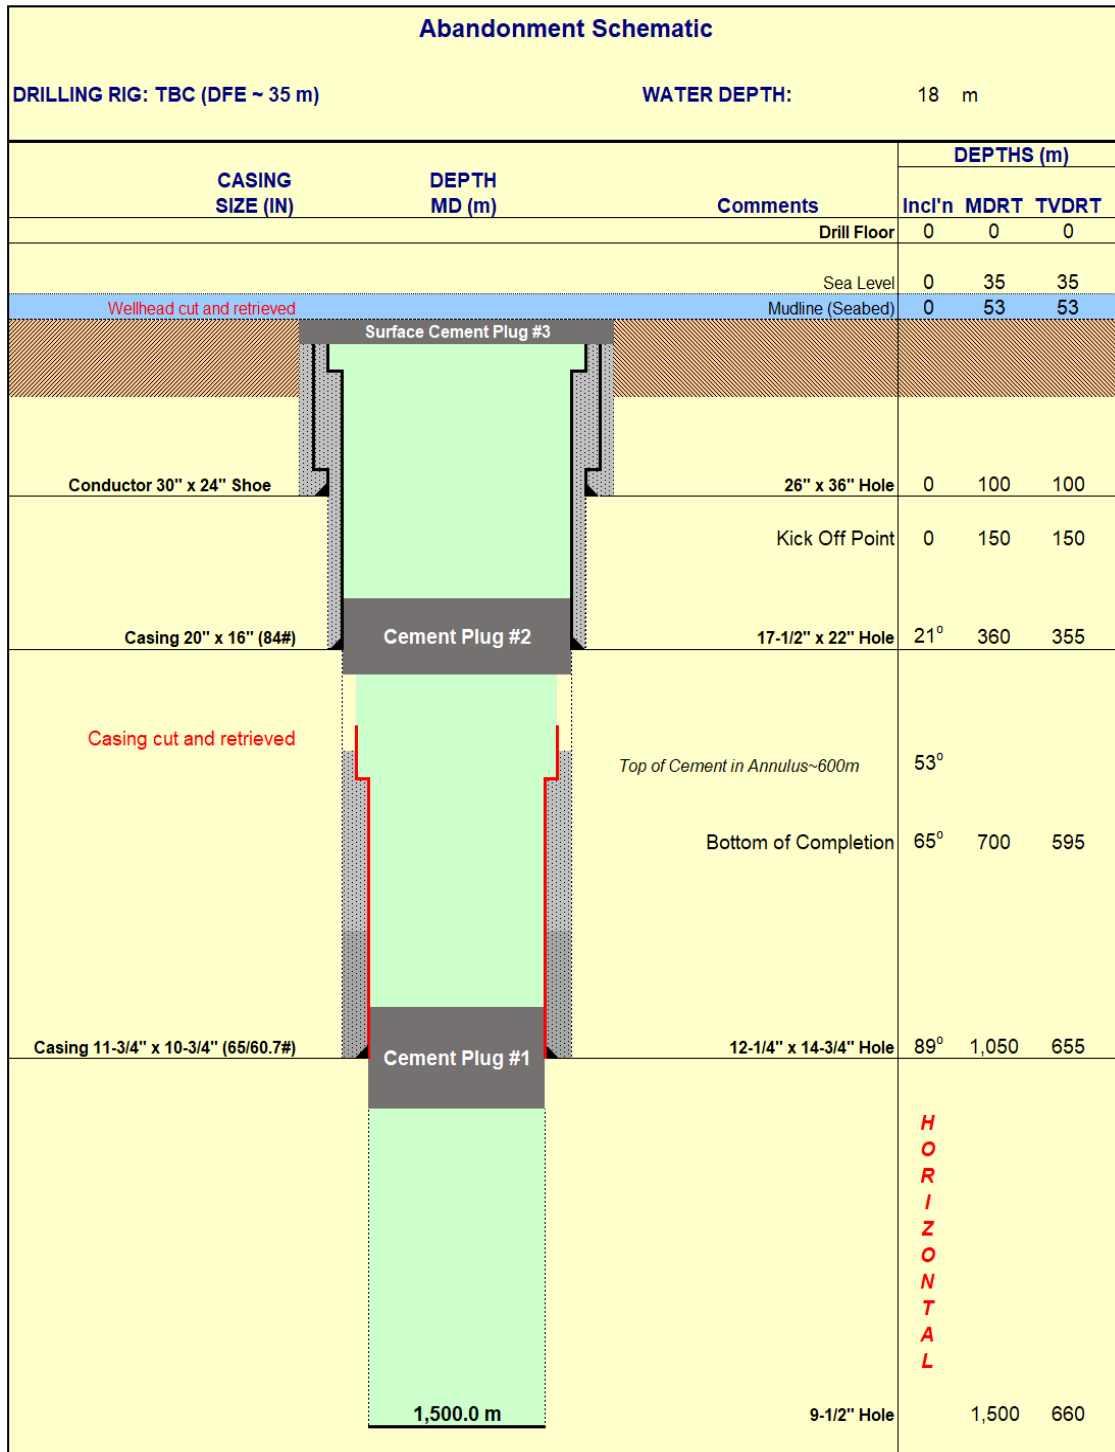 Abandonment Schematic
DRILLING RIG: TBC (DFE ~ 35 m) WATER DEPTH: 18 m
DEPTHS (m)
CASING DEPTH
SIZE (IN) MD (m) Comments Incl'n MDRT TVDRT
Drill Floor 0 0 0
Sea Level 0 35 35
Wellhead cut and retrieved Mudline (Seabed) 0 53 53
Surface Cement Plug #3
Conductor 30" x 24" Shoe 26" x 36" Hole 0 100 100
Kick Off Point 0 150 150
Casing 20" x 16" (84#) Cement Plug #2 17-1/2" x 22" Hole 21° 360 355
Casing cut and retrieved
Top of Cement in Annulus~600m 53°
Bottom of Completion 65° 700 595
Casing 11-3/4" x 10-3/4" (65/60.7#) Cement Plug #1 12-1/4" x 14-3/4" Hole 89° 1,050 655
H
O
R
I
Z
O
N
T
A
L
1,500.0 m 9-1/2" Hole 1,500 660